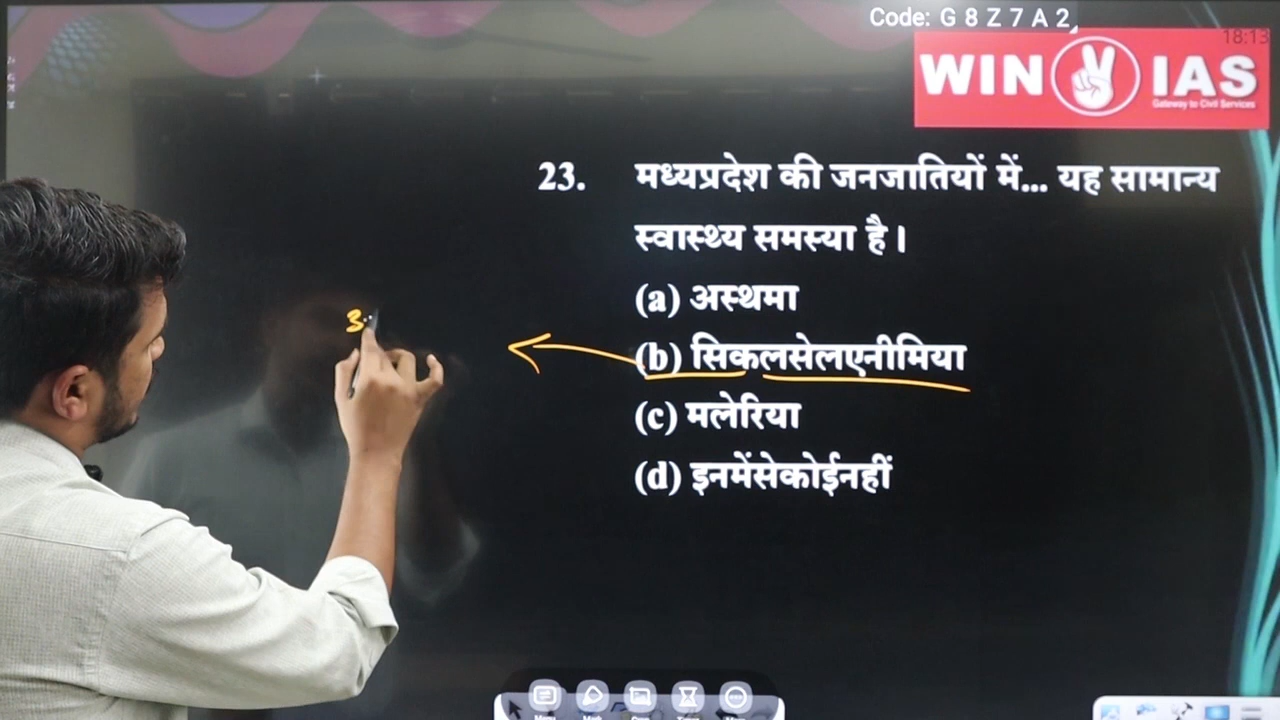 Code: G 8 Z 7 A 2
18:13
WIN IAS
Gateway to Civil Services
23. मध्यप्रदेश की जनजातियों में... यह सामान्य
स्वास्थ्य समस्या है।
3
(a) अस्थमा
(b) सिकलसेलएनीमिया
(c) मलेरिया
(d) इनमेंसेकोईनहीं